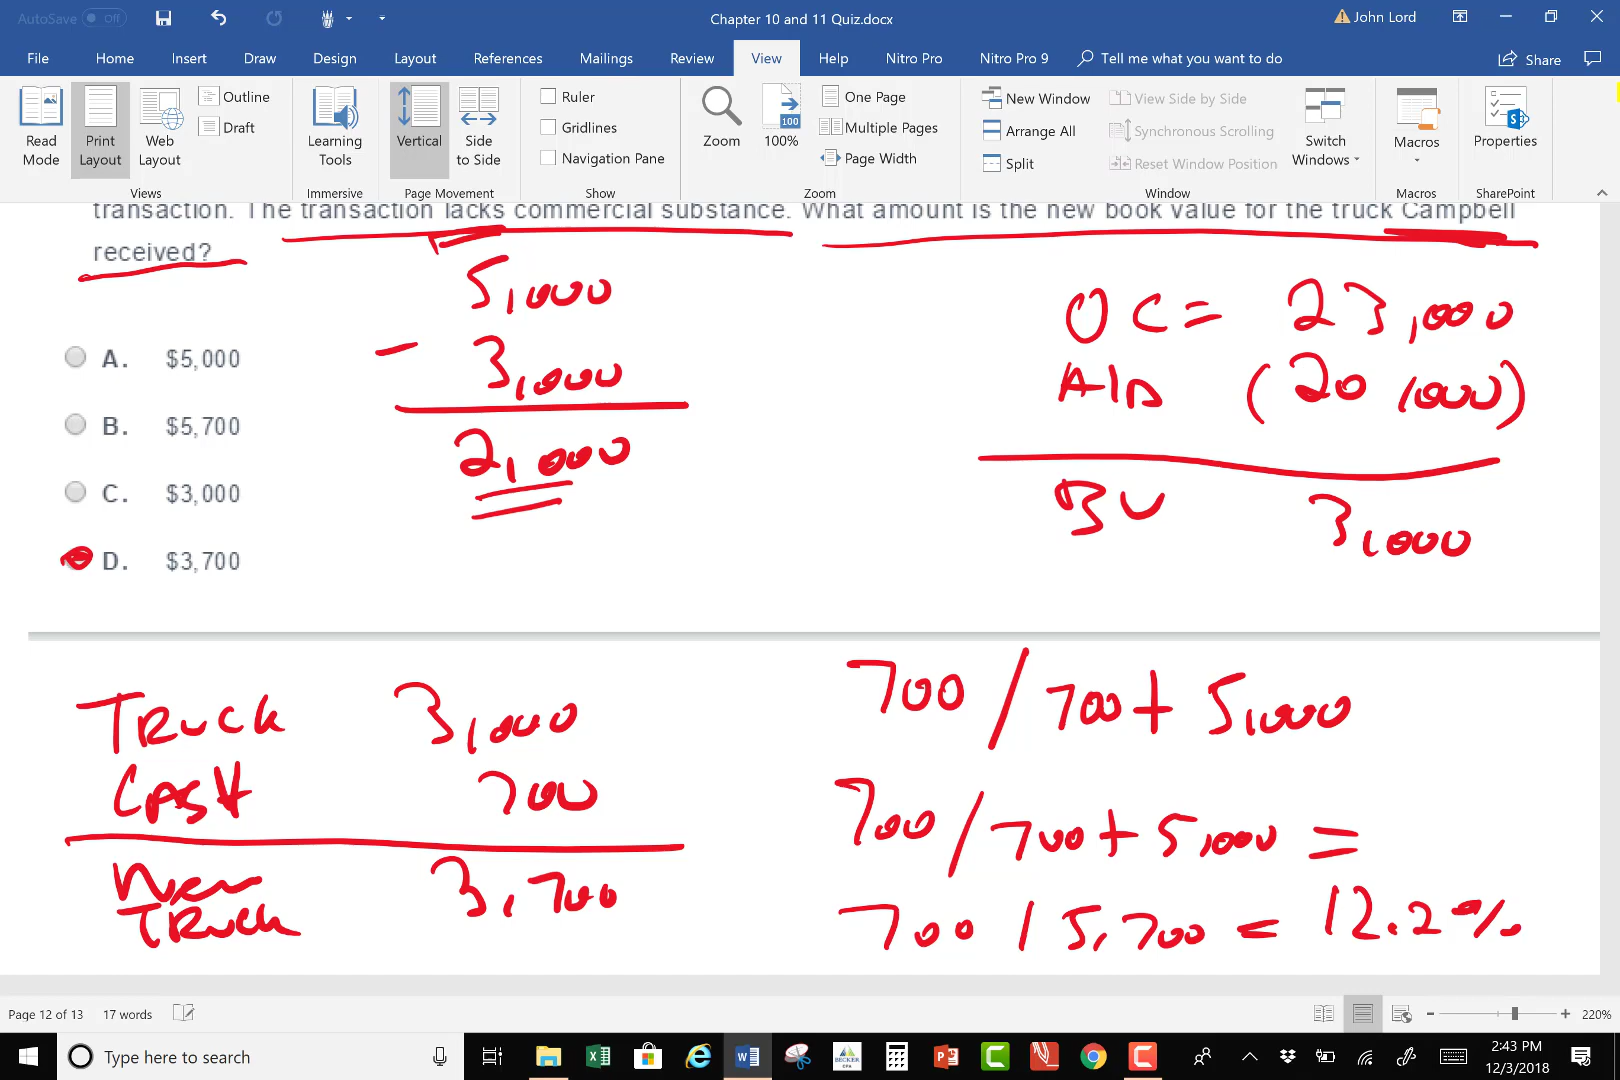 AutoSave Off
Chapter 10 and 11 Quiz.docx
John Lord
File Home Insert Draw Design Layout References Mailings Review View Help Nitro Pro Nitro Pro 9 Tell me what you want to do Share
Read Mode
Print Layout
Web Layout
Outline
Draft
Views
Learning Tools
Immersive
Vertical
Side to Side
Page Movement
Ruler
Gridlines
Navigation Pane
Show
Zoom
100
100%
One Page
Multiple Pages
Page Width
Zoom
New Window
Arrange All
Split
View Side by Side
Synchronous Scrolling
Reset Window Position
Switch Windows
Window
Macros
Macros
Properties
SharePoint
transaction. The transaction lacks commercial substance. What amount is the new book value for the truck Campbell
received?
5,000
- 3,000
2,000
OC = 23,000
A/D (20,000)
BV 3,000
A. $5,000
B. $5,700
C. $3,000
D. $3,700
Truck 3,000
Cash 700
New Truck 3,700
700 / 700 + 5,000
700 / 700 + 5,000 =
700 / 5,700 = 12.2%
Page 12 of 13 17 words 220%
Type here to search
2:43 PM
12/3/2018